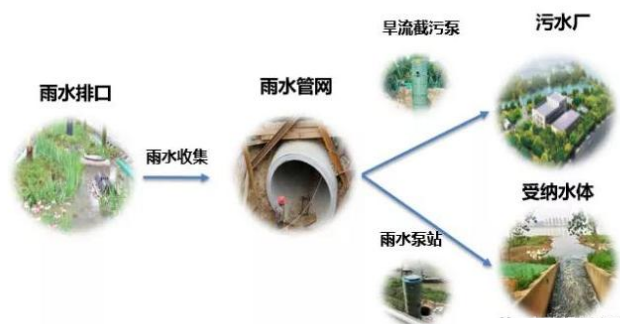 旱流截污泵
污水厂
雨水排口
雨水管网
雨水收集
受纳水体
雨水泵站